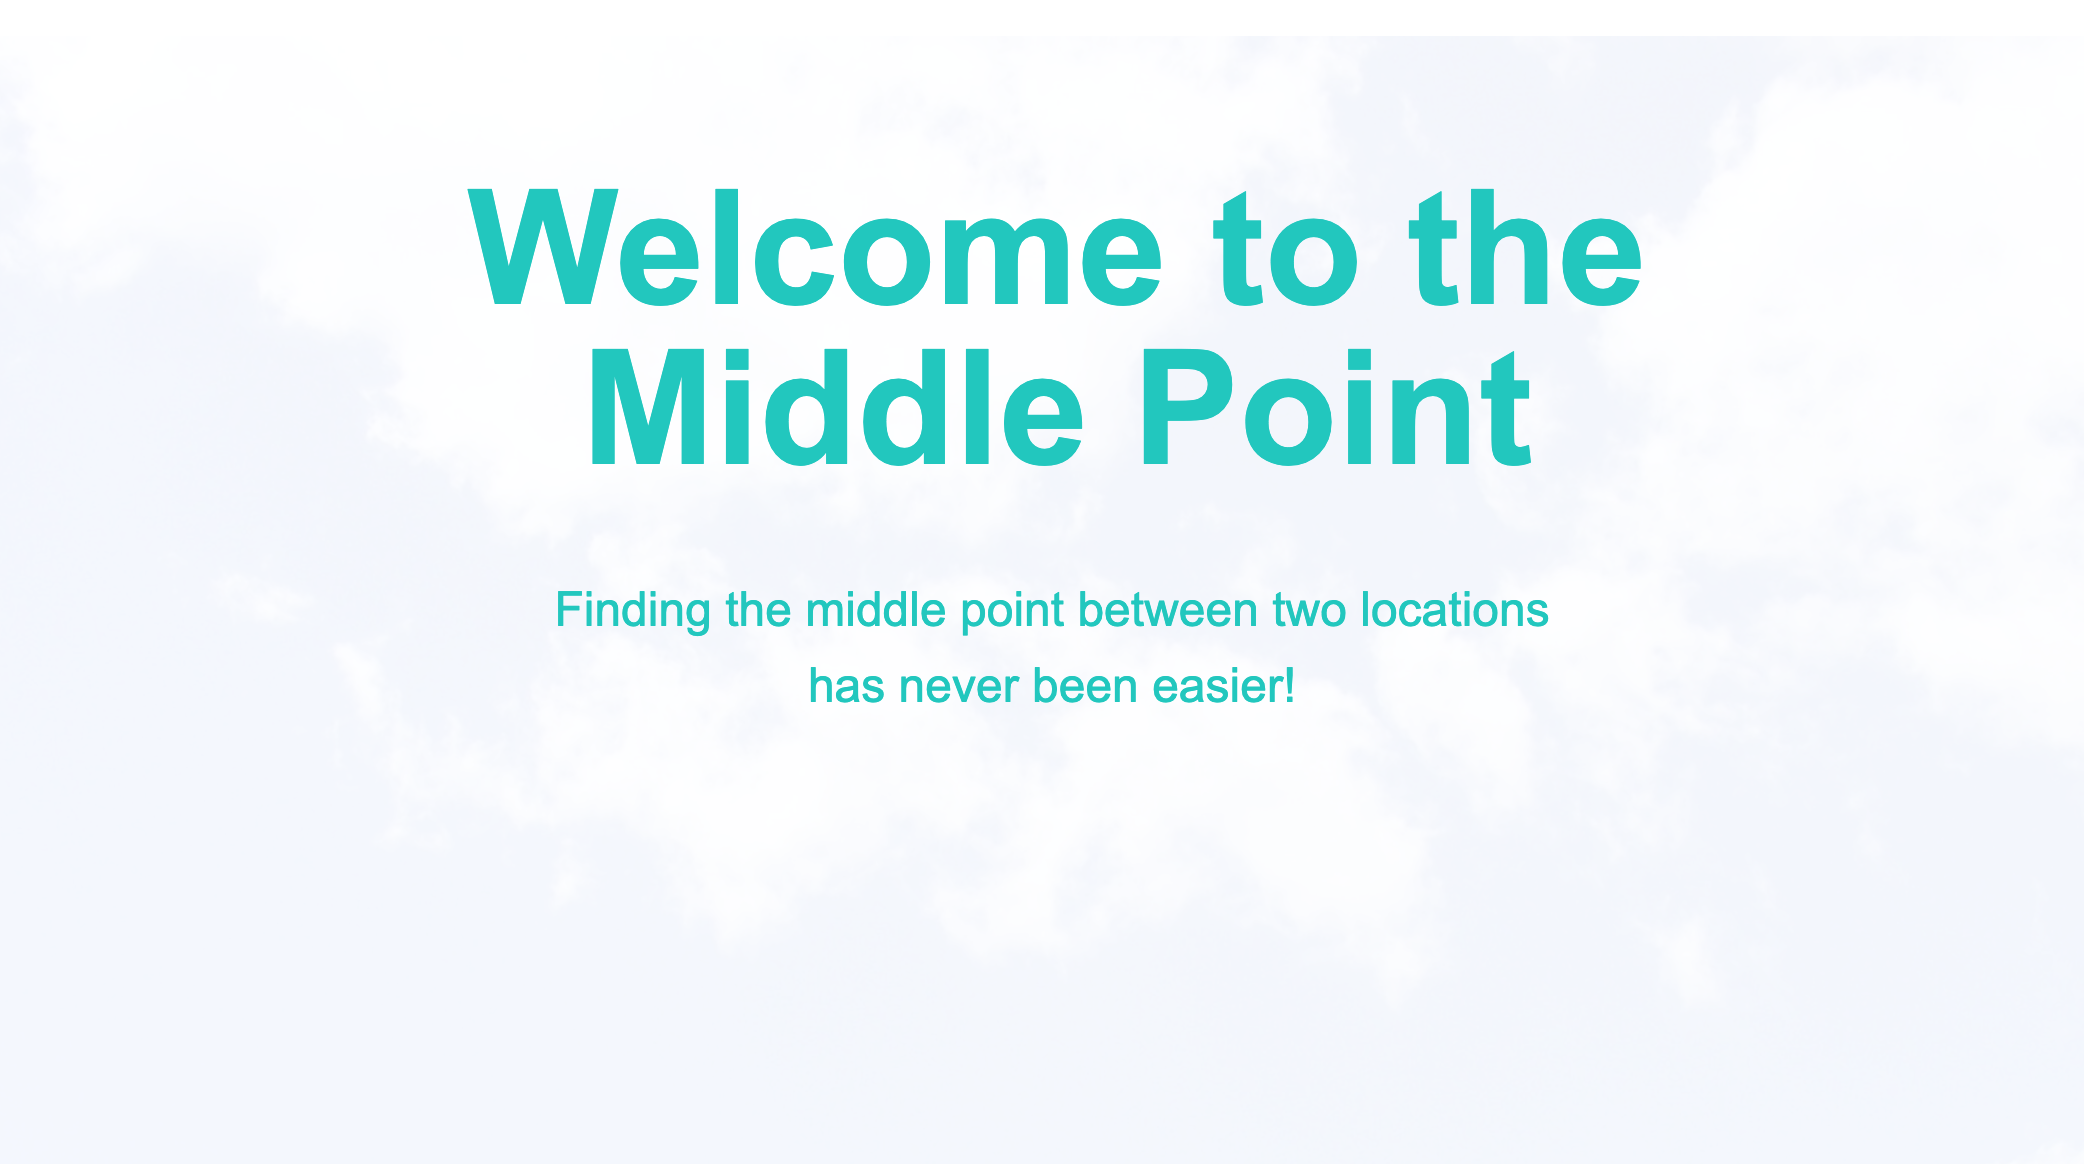 Welcome to the
Middle Point
Finding the middle point between two locations
has never been easier!